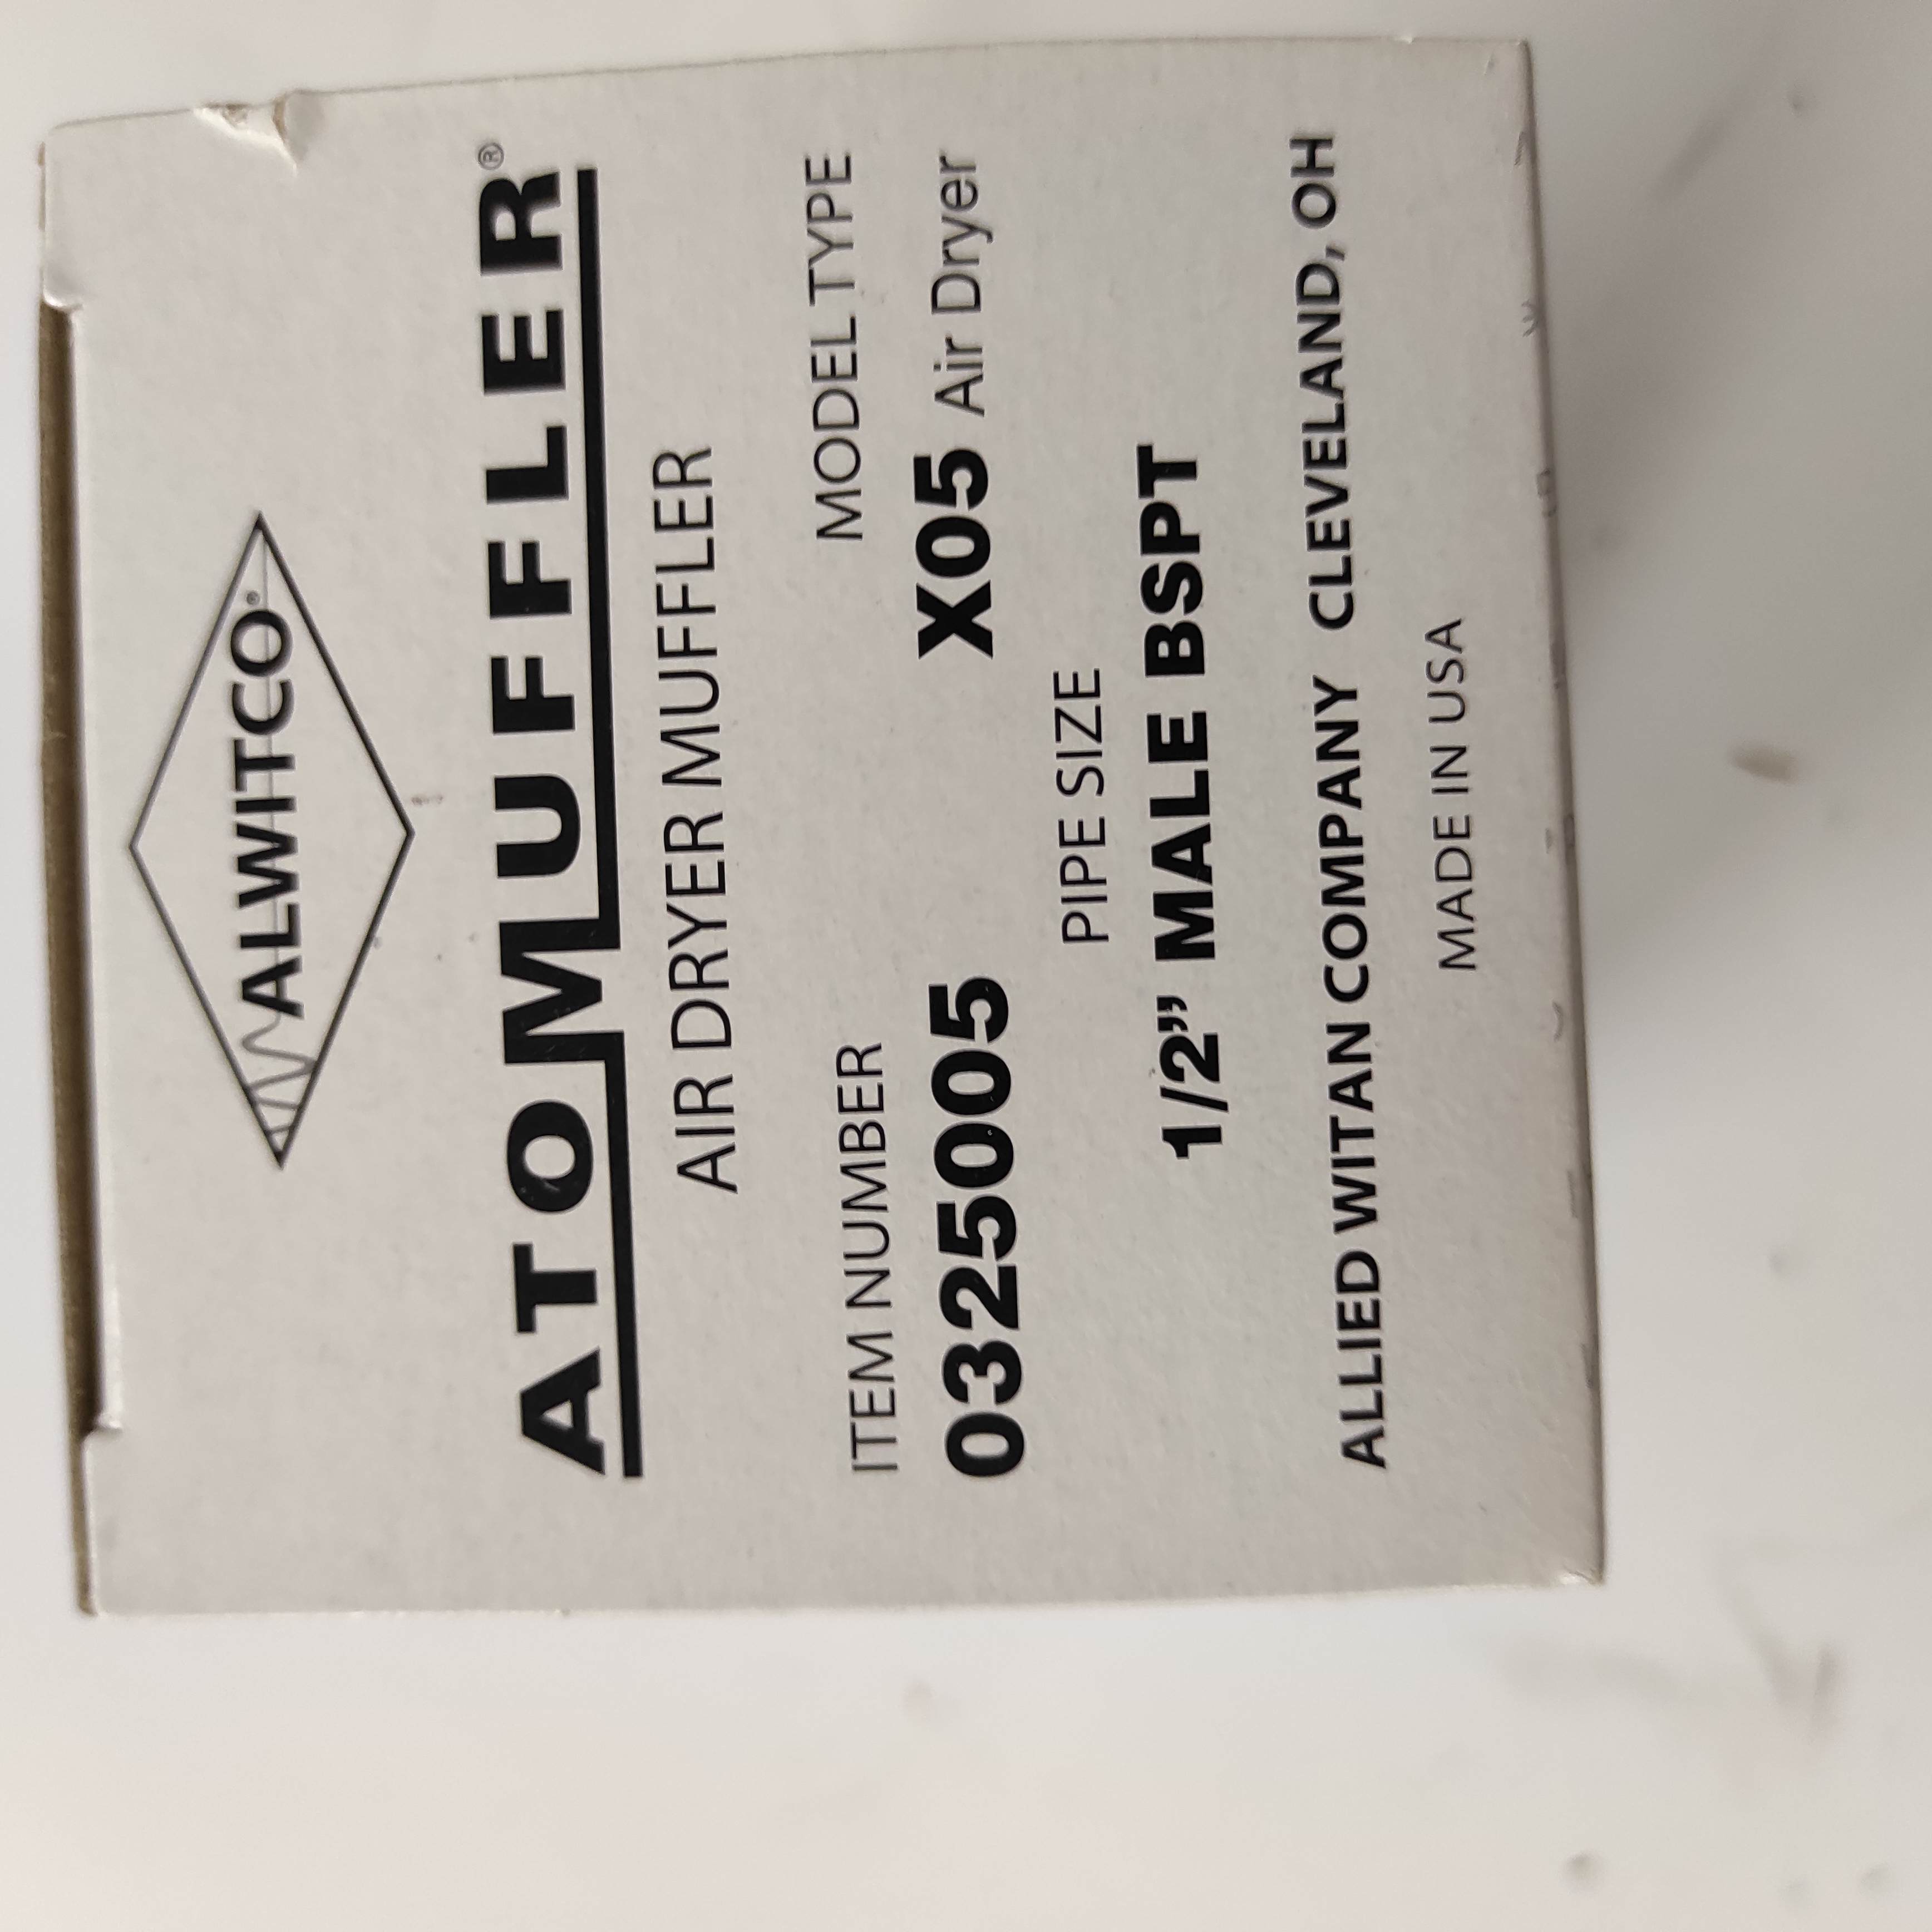 ALWITCO®
ATOMUFFLER®
AIR DRYER MUFFLER
ITEM NUMBER MODEL TYPE
0325005 X05 Air Dryer
PIPE SIZE
1/2” MALE BSPT
ALLIED WITAN COMPANY CLEVELAND, OH
MADE IN USA